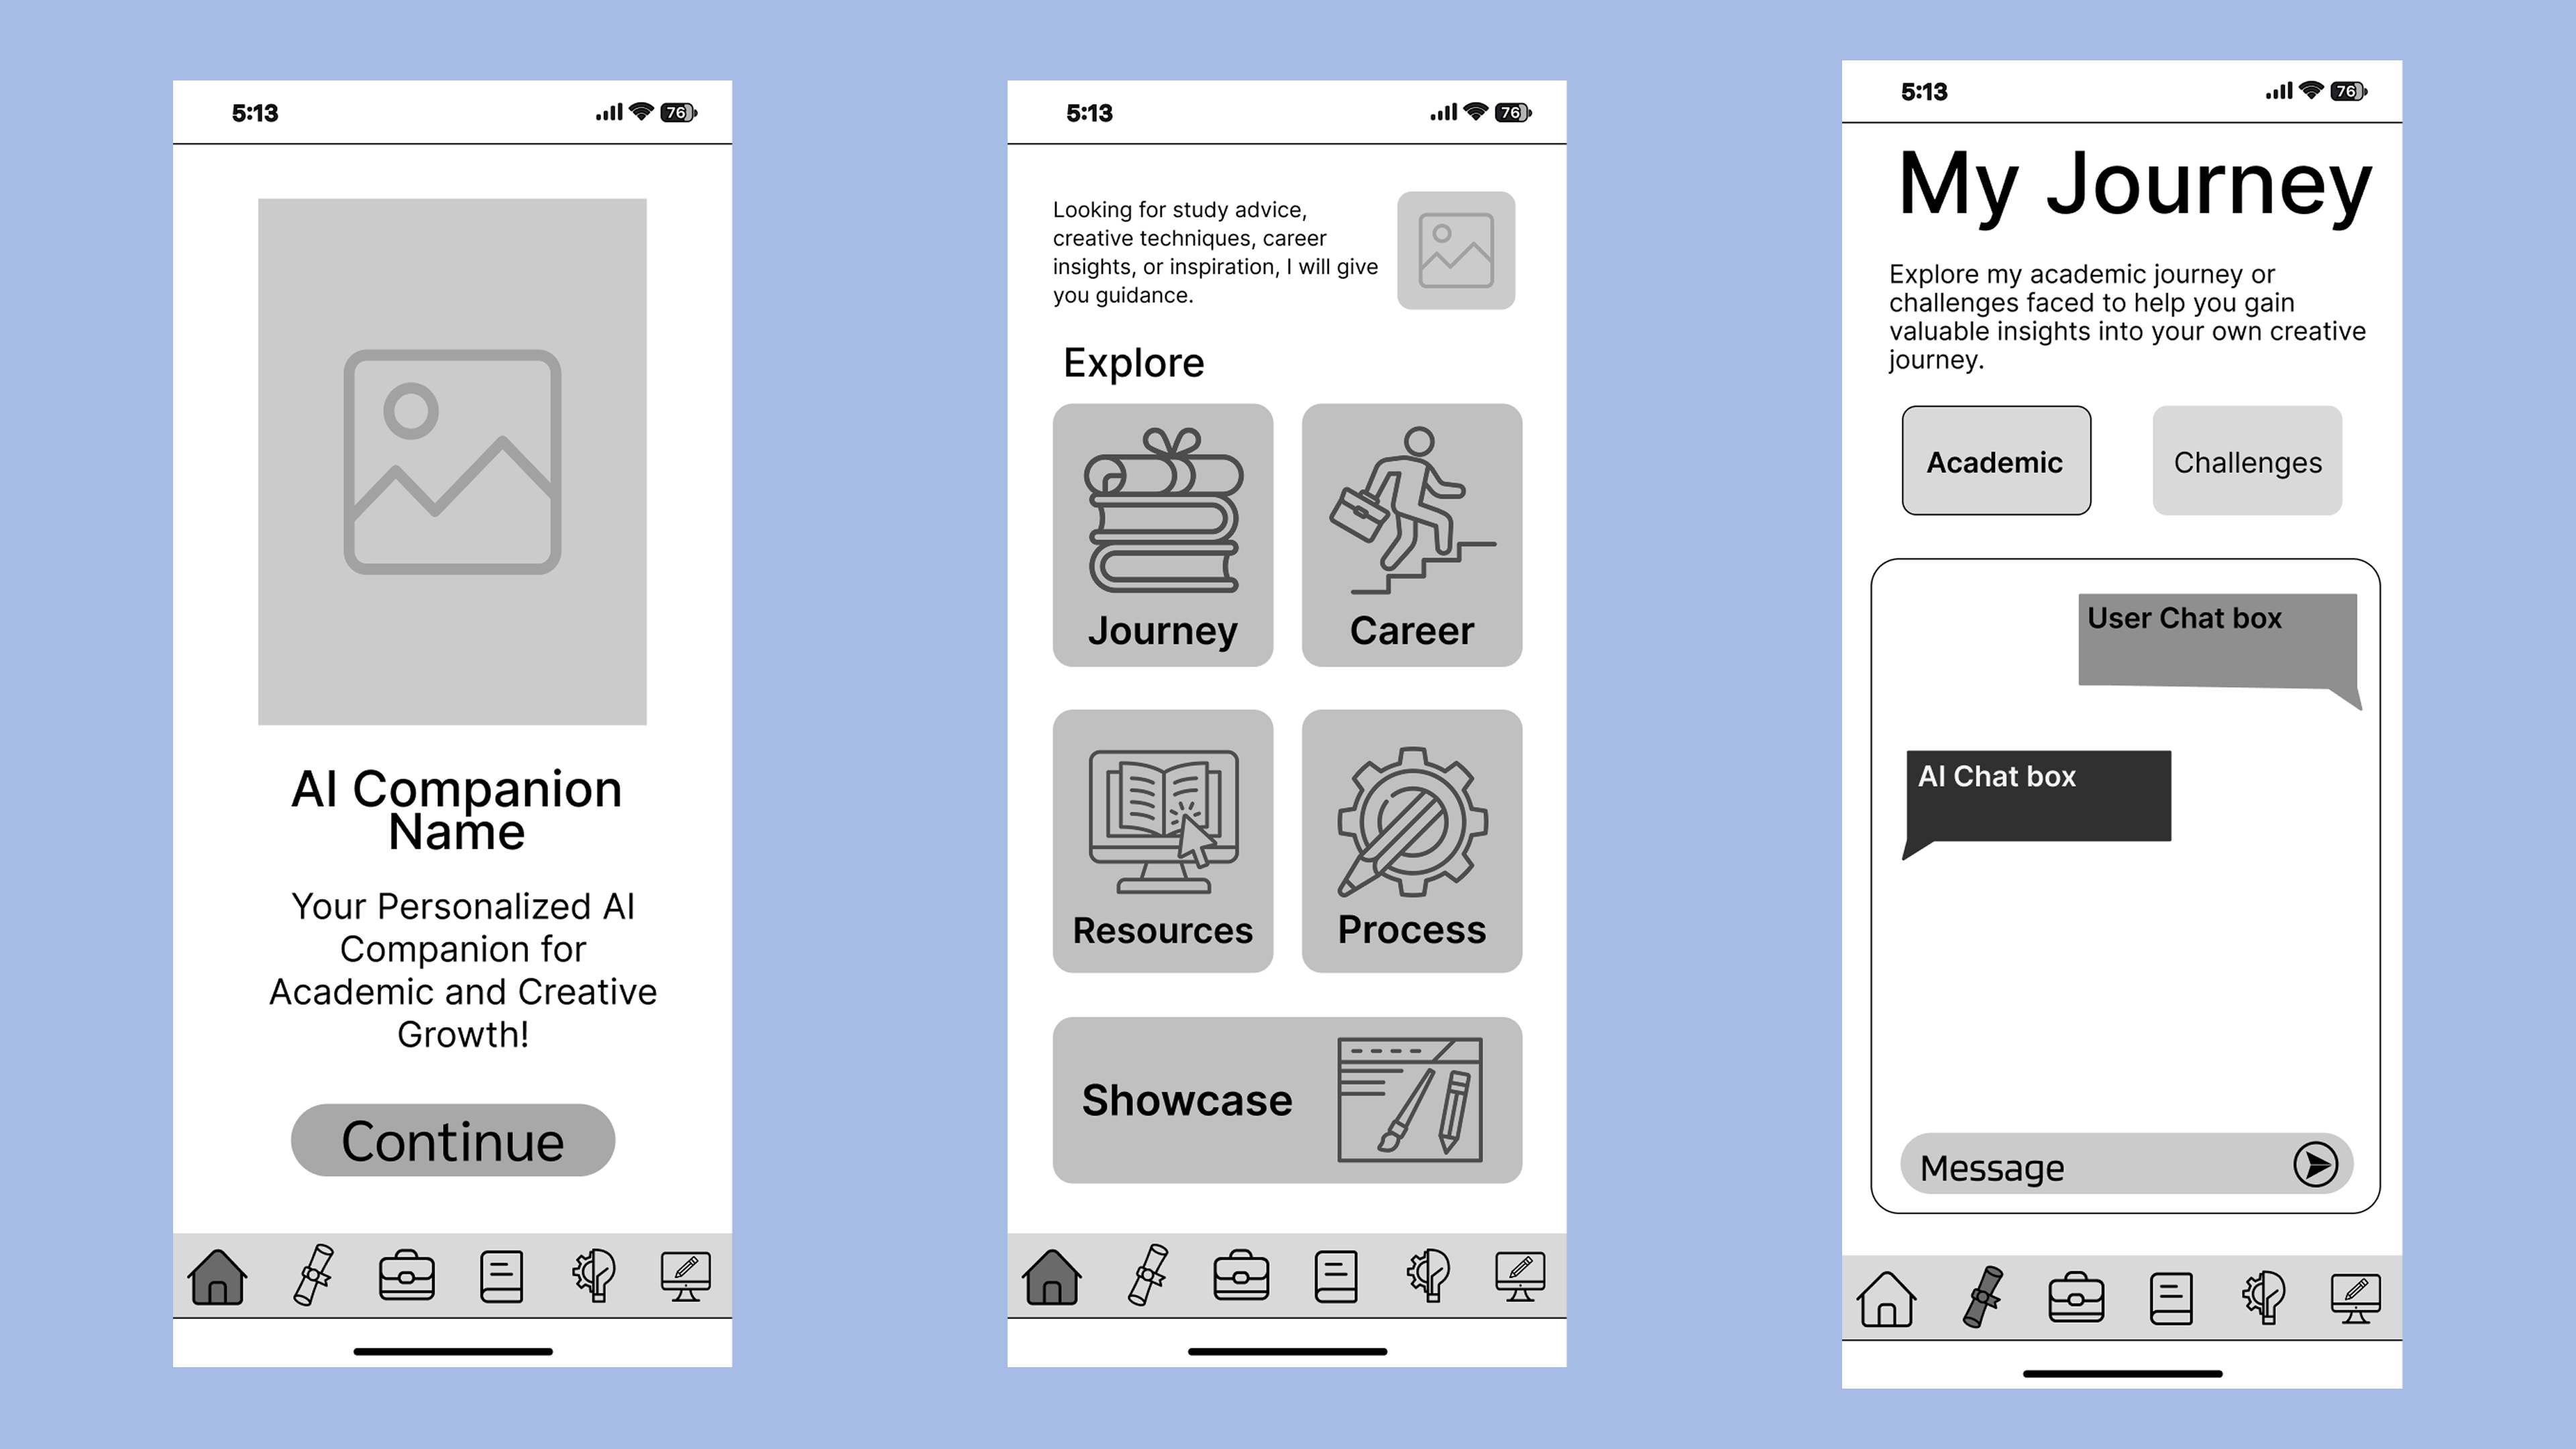 5:13
76
AI Companion
Name
Your Personalized AI
Companion for
Academic and Creative
Growth!
Continue
5:13
76
Looking for study advice,
creative techniques, career
insights, or inspiration, I will give
you guidance.
Explore
Journey
Career
Resources
Process
Showcase
5:13
76
My Journey
Explore my academic journey or
challenges faced to help you gain
valuable insights into your own creative
journey.
Academic
Challenges
User Chat box
AI Chat box
Message